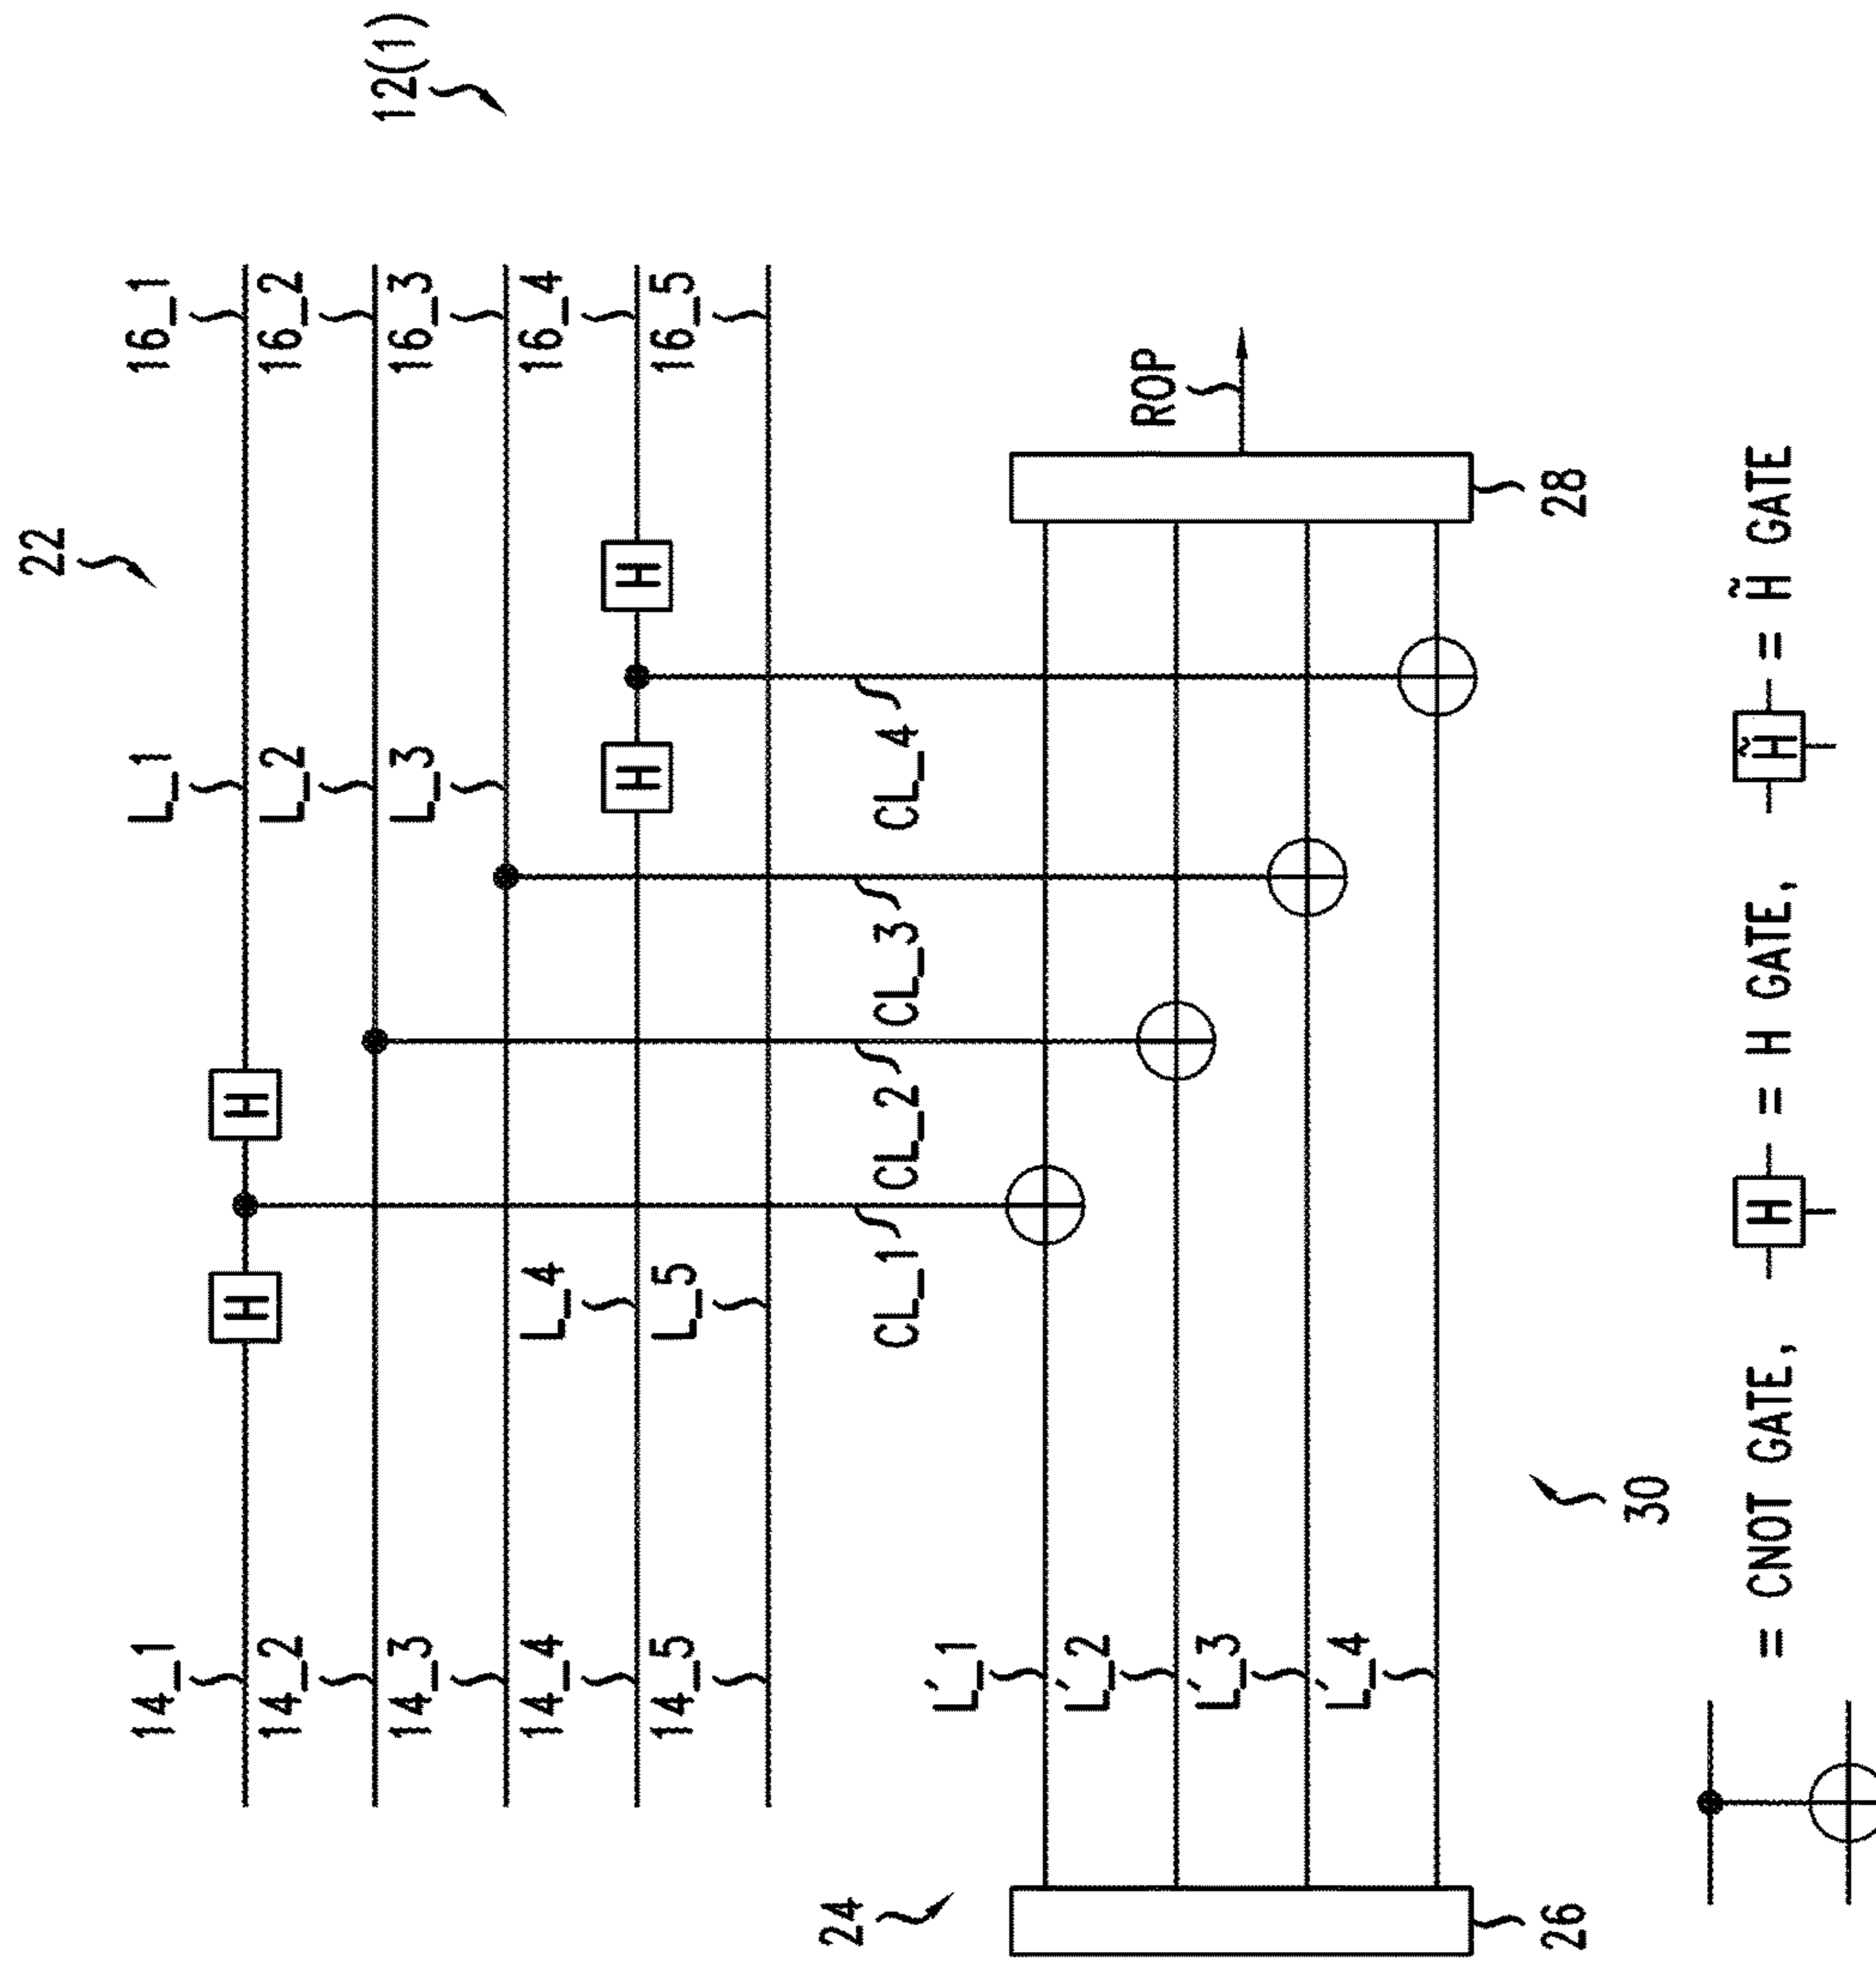 22
12(1)
14_1
L_1
16_1
H
H
14_2
L_2
16_2
14_3
L_3
16_3
14_4
L_4
H
H
16_4
14_5
L_5
16_5
CL_1
CL_2
CL_3
CL_4
24
L'_1
L'_2
L'_3
L'_4
ROP
26
28
30
= CNOT GATE,
H = H GATE,
H̃ = H̃ GATE